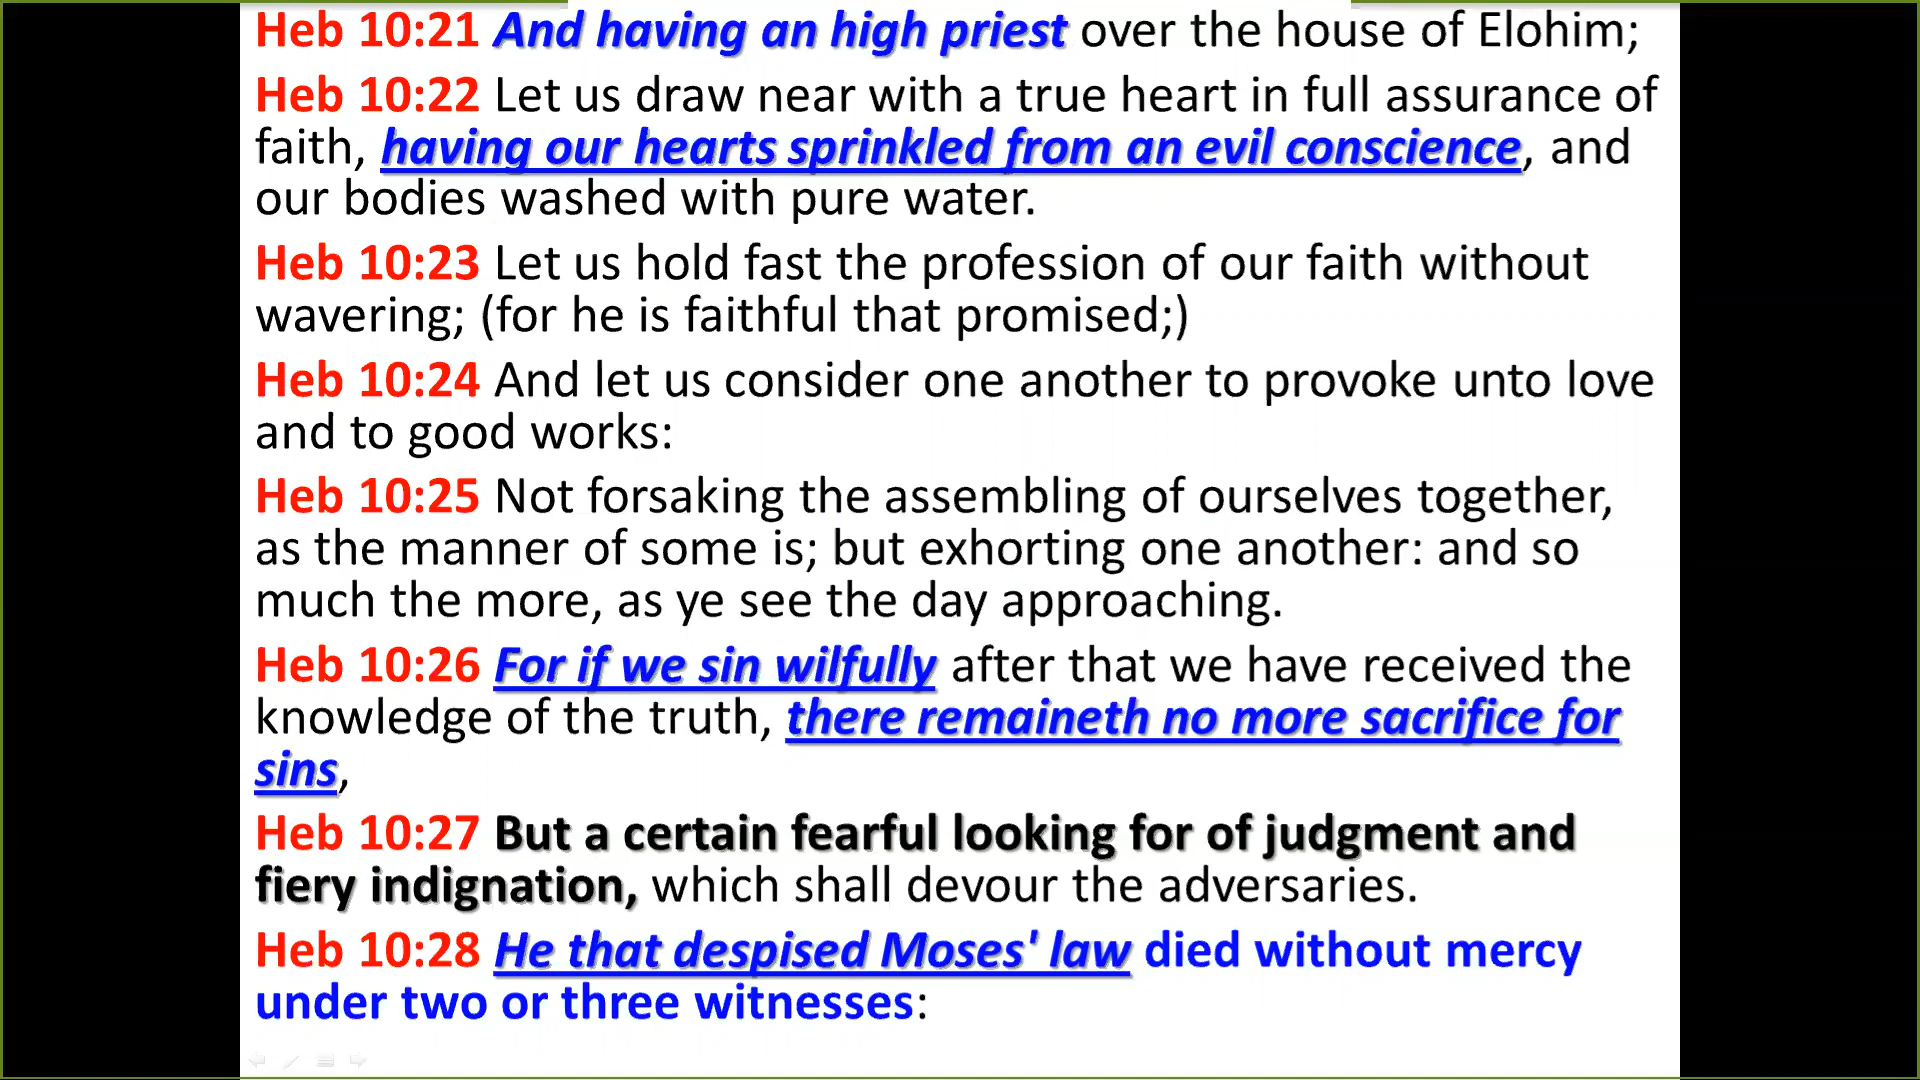 Heb 10:21 And having an high priest over the house of Elohim;
Heb 10:22 Let us draw near with a true heart in full assurance of
faith, having our hearts sprinkled from an evil conscience, and
our bodies washed with pure water.
Heb 10:23 Let us hold fast the profession of our faith without
wavering; (for he is faithful that promised;)
Heb 10:24 And let us consider one another to provoke unto love
and to good works:
Heb 10:25 Not forsaking the assembling of ourselves together,
as the manner of some is; but exhorting one another: and so
much the more, as ye see the day approaching.
Heb 10:26 For if we sin wilfully after that we have received the
knowledge of the truth, there remaineth no more sacrifice for
sins,
Heb 10:27 But a certain fearful looking for of judgment and
fiery indignation, which shall devour the adversaries.
Heb 10:28 He that despised Moses' law died without mercy
under two or three witnesses: